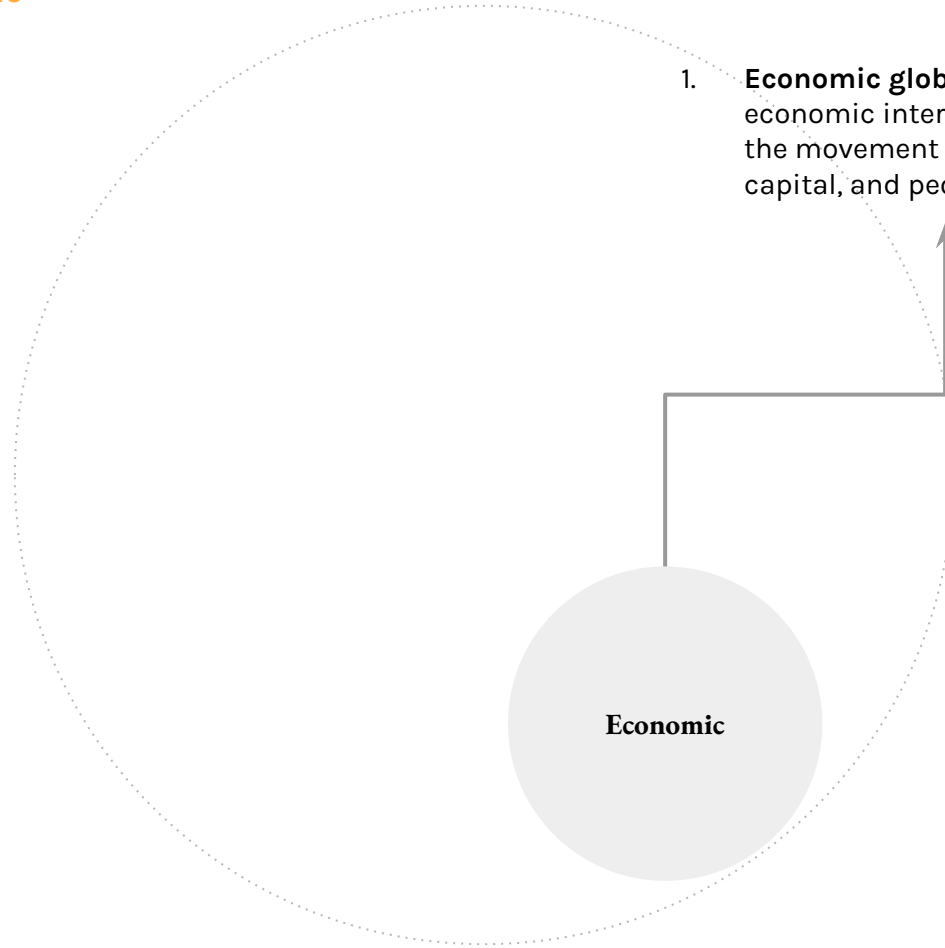 1. Economic glob
economic inter
the movement
capital, and peo
Economic